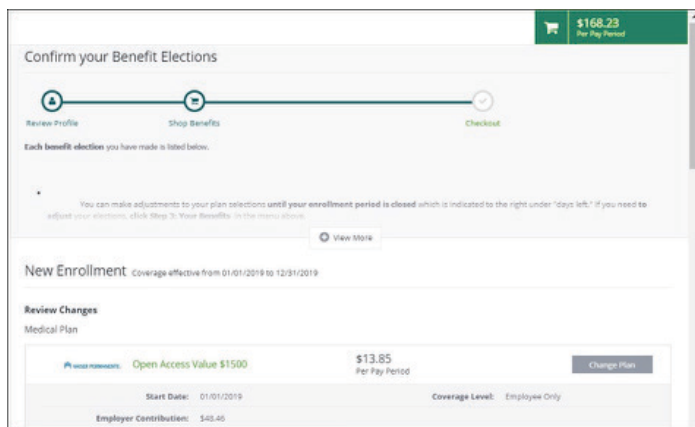 $168.23
Per Pay Period
Confirm your Benefit Elections
Review Profile
Shop Benefits
Checkout
Each benefit election you have made is listed below.
You can make adjustments to your plan selections until your enrollment period is closed which is indicated to the right under "days left." If you need to
adjust your elections, click Step 3: Your Benefits in the menu above.
View More
New Enrollment Coverage effective from 01/01/2019 to 12/31/2019
Review Changes
Medical Plan
KAISER PERMANENTE. Open Access Value $1500 $13.85 Change Plan
Per Pay Period
Start Date: 01/01/2019 Coverage Level: Employee Only
Employer Contribution: $48.46